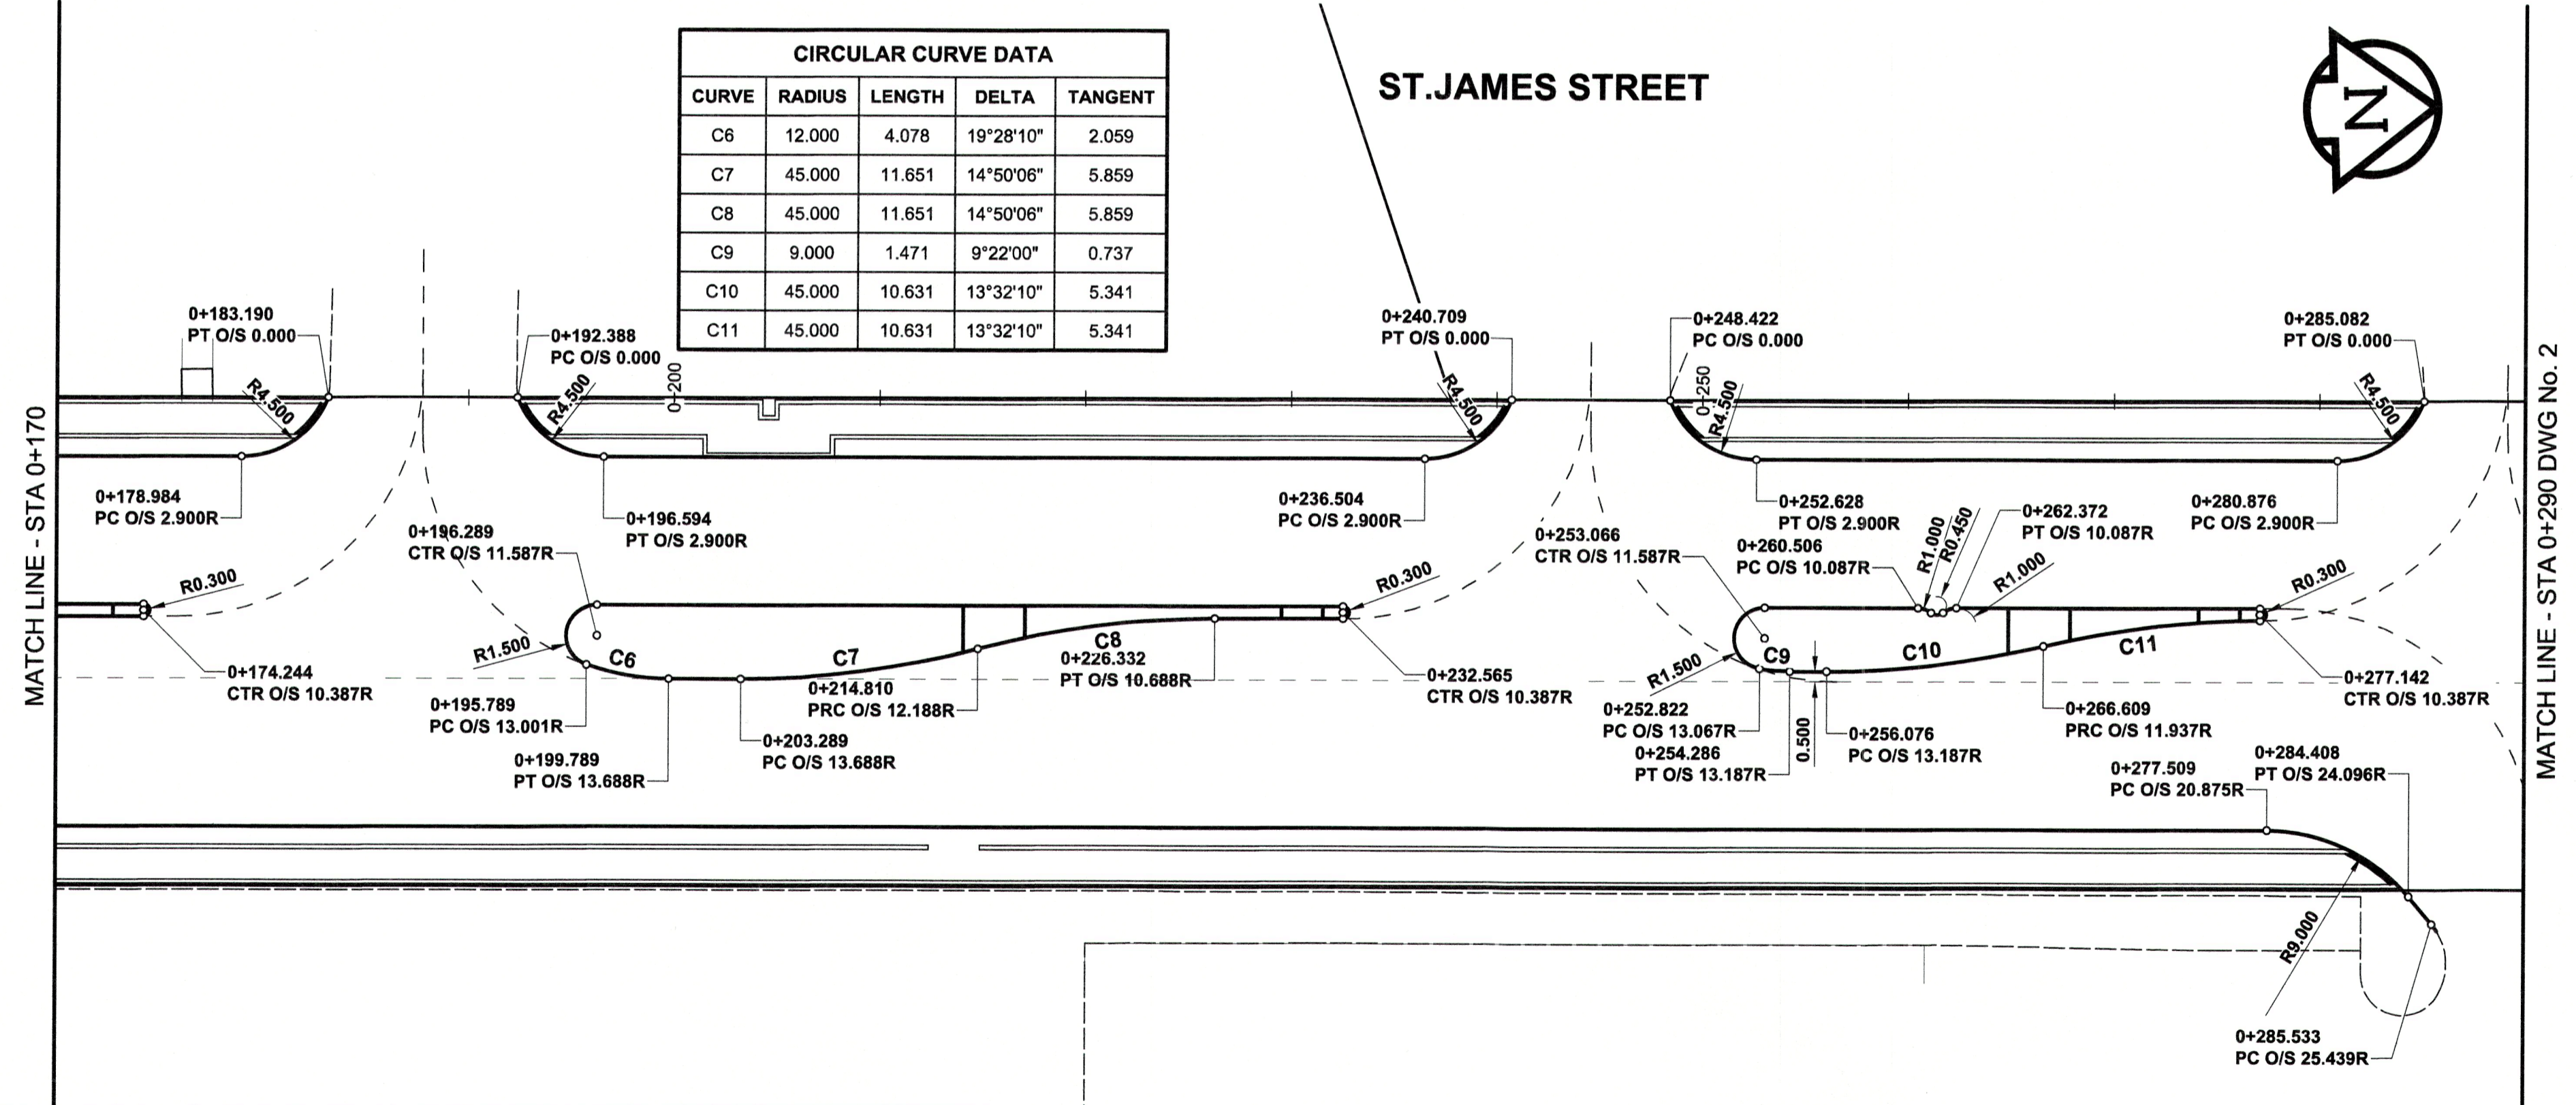 CIRCULAR CURVE DATA
CURVE RADIUS LENGTH DELTA TANGENT
C6 12.000 4.078 19°28'10" 2.059
C7 45.000 11.651 14°50'06" 5.859
C8 45.000 11.651 14°50'06" 5.859
C9 9.000 1.471 9°22'00" 0.737
C10 45.000 10.631 13°32'10" 5.341
C11 45.000 10.631 13°32'10" 5.341
ST.JAMES STREET
N
MATCH LINE - STA 0+170
0+183.190
PT O/S 0.000
R4.500
0+192.388
PC O/S 0.000
R4.500
0+200
0+240.709
PT O/S 0.000
R4.500
0+248.422
PC O/S 0.000
0+250
R4.500
0+285.082
PT O/S 0.000
R4.500
MATCH LINE - STA 0+290 DWG No. 2
0+178.984
PC O/S 2.900R
0+196.594
PT O/S 2.900R
0+196.289
CTR O/S 11.587R
0+236.504
PC O/S 2.900R
0+253.066
CTR O/S 11.587R
0+252.628
PT O/S 2.900R
0+260.506
PC O/S 10.087R
R1.000
R0.450
0+262.372
PT O/S 10.087R
R1.000
0+280.876
PC O/S 2.900R
R0.300
R0.300
R0.300
0+174.244
CTR O/S 10.387R
R1.500
C6
C7
C8
0+226.332
PT O/S 10.688R
0+232.565
CTR O/S 10.387R
R1.500
C9
C10
C11
0+277.142
CTR O/S 10.387R
0+195.789
PC O/S 13.001R
0+214.810
PRC O/S 12.188R
0+199.789
PT O/S 13.688R
0+203.289
PC O/S 13.688R
0+252.822
PC O/S 13.067R
0+254.286
PT O/S 13.187R
0.500
0+256.076
PC O/S 13.187R
0+266.609
PRC O/S 11.937R
0+277.509
PC O/S 20.875R
0+284.408
PT O/S 24.096R
R9.000
0+285.533
PC O/S 25.439R